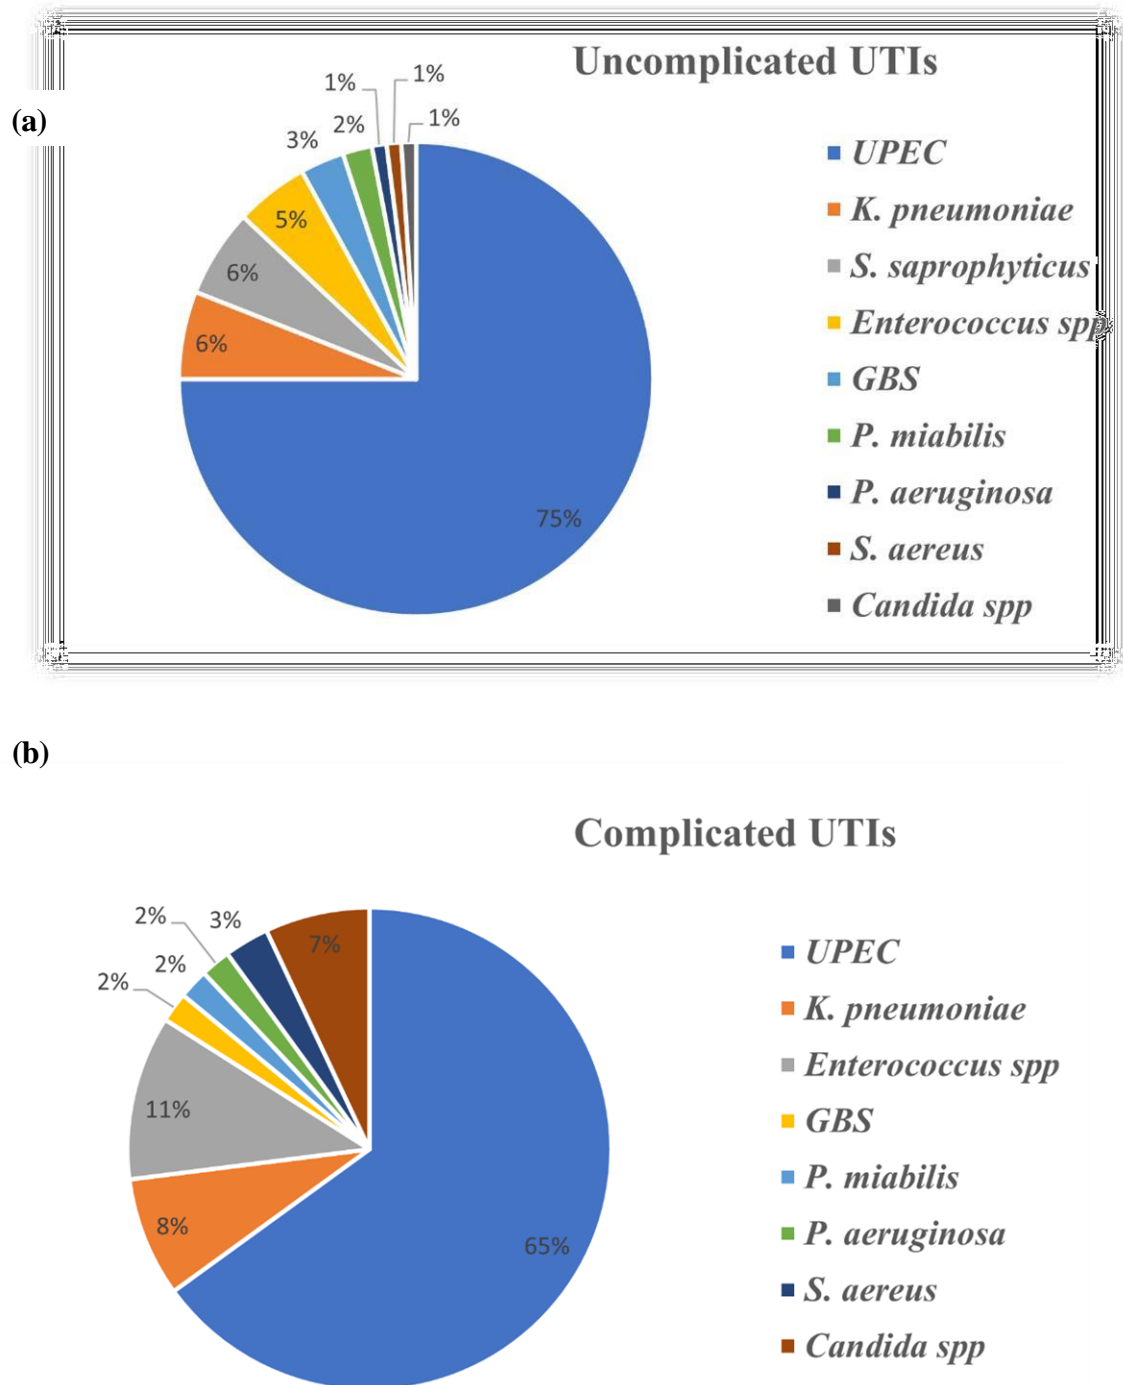 Uncomplicated UTIs
(a)
1%
1%
1%
2%
3%
5%
6%
6%
75%
UPEC
K. pneumoniae
S. saprophyticus
Enterococcus spp
GBS
P. miabilis
P. aeruginosa
S. aereus
Candida spp
(b)
Complicated UTIs
2%
3%
7%
2%
2%
11%
8%
65%
UPEC
K. pneumoniae
Enterococcus spp
GBS
P. miabilis
P. aeruginosa
S. aereus
Candida spp